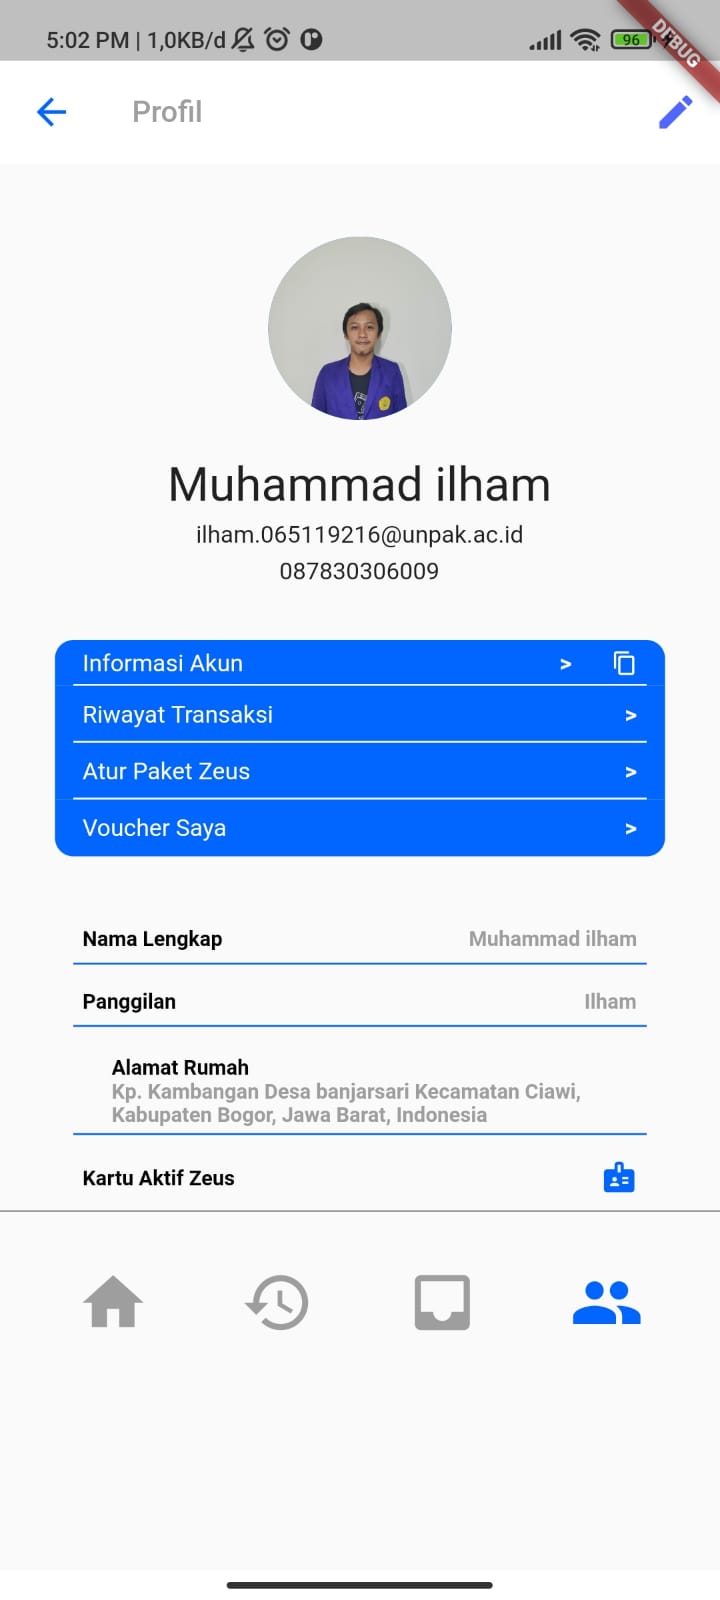 5:02 PM | 1,0KB/d
96
DEBUG
Profil
Muhammad ilham
ilham.065119216@unpak.ac.id
087830306009
Informasi Akun >
Riwayat Transaksi >
Atur Paket Zeus >
Voucher Saya >
Nama Lengkap Muhammad ilham
Panggilan Ilham
Alamat Rumah
Kp. Kambangan Desa banjarsari Kecamatan Ciawi,
Kabupaten Bogor, Jawa Barat, Indonesia
Kartu Aktif Zeus